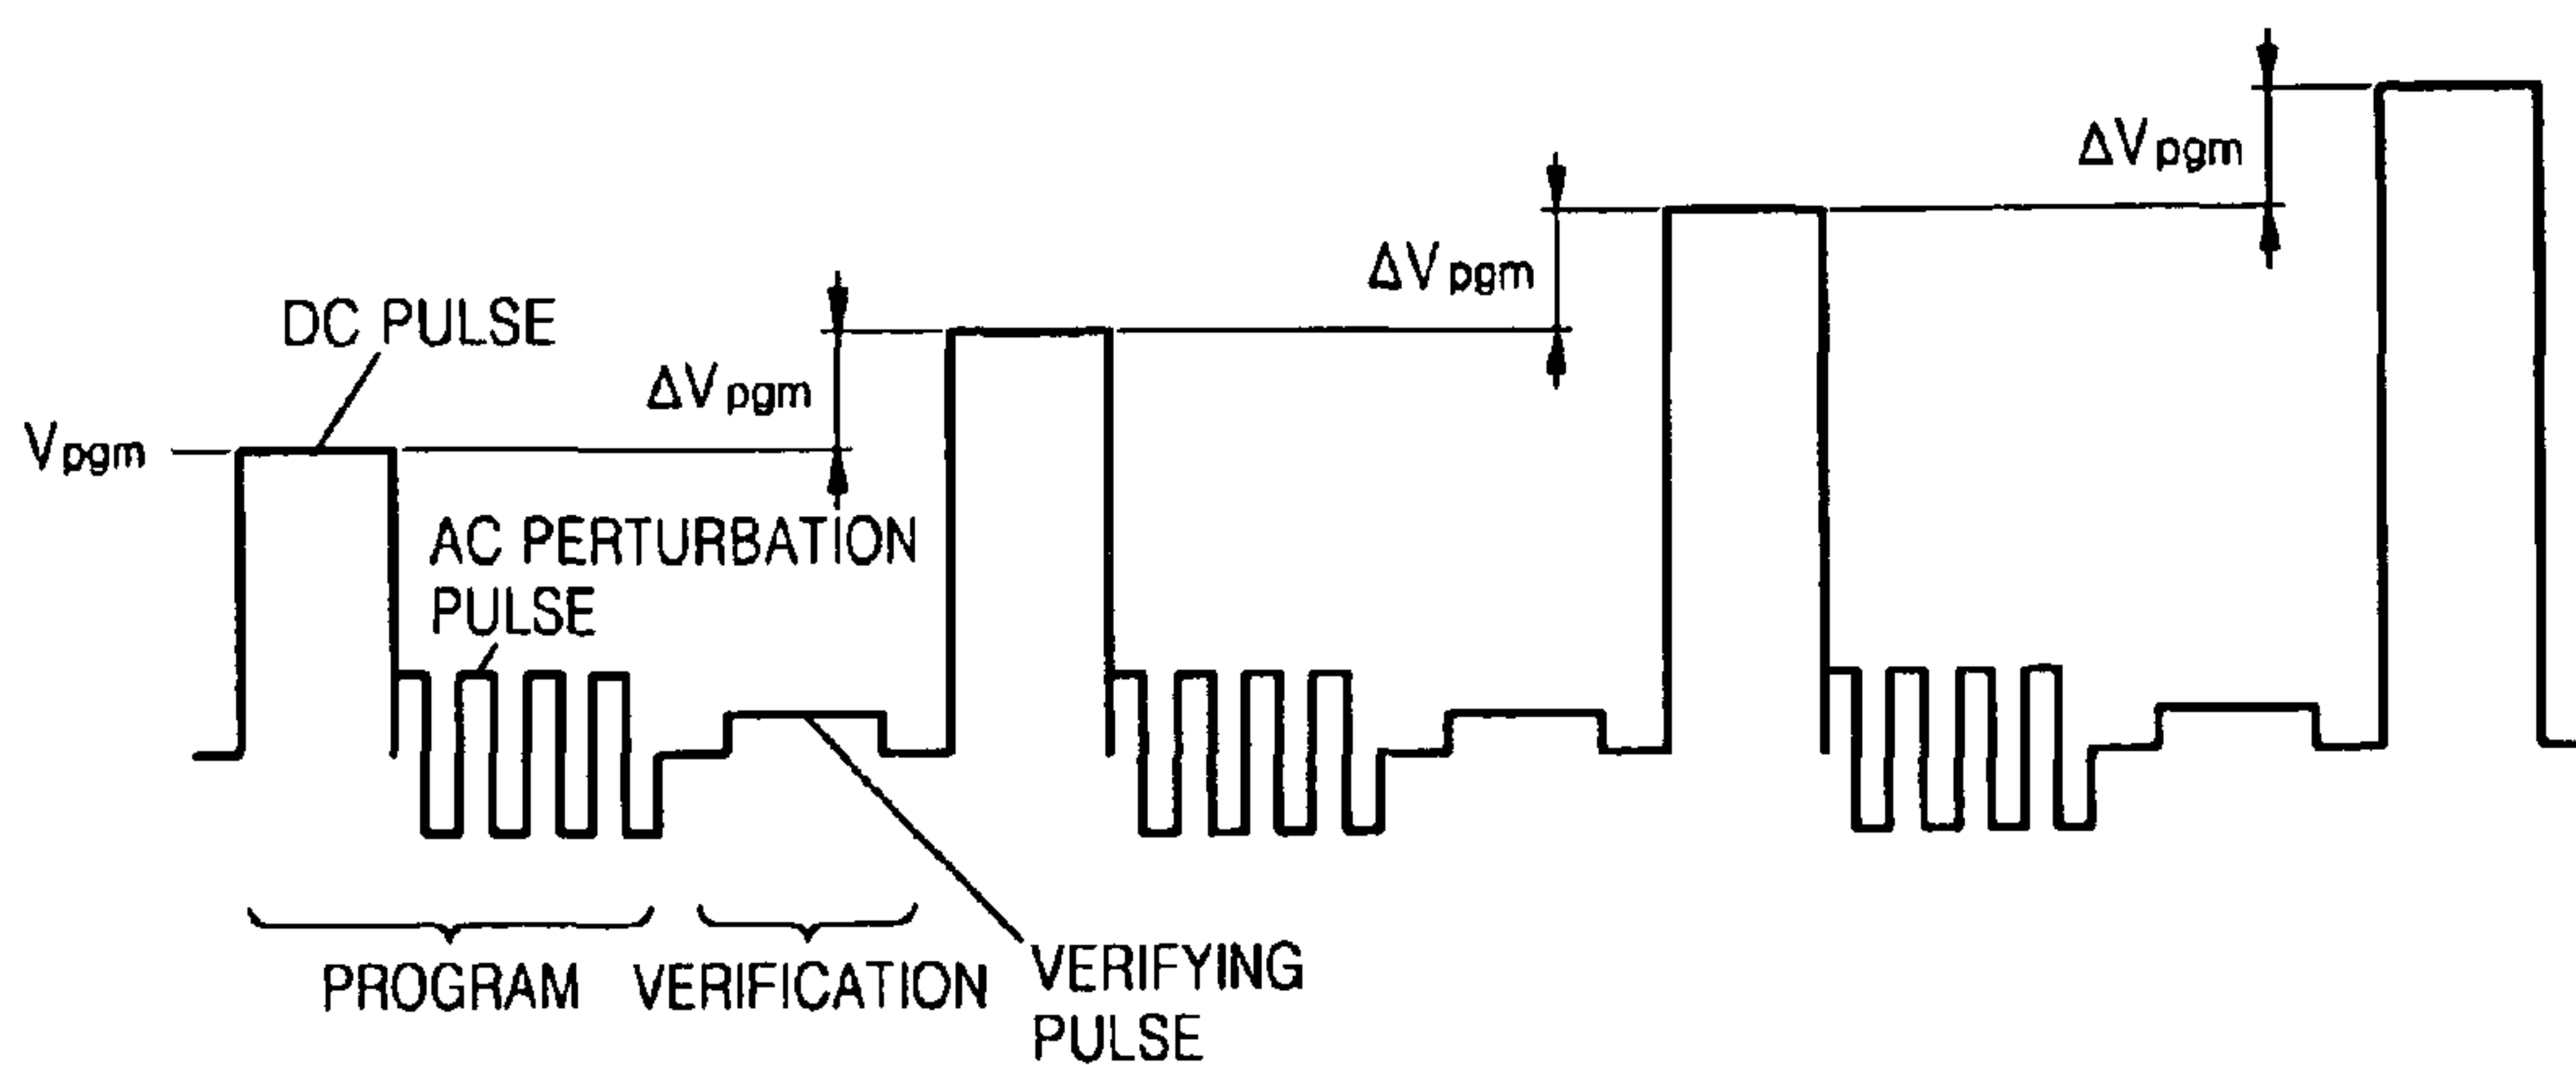 ΔVpgm
ΔVpgm
DC PULSE
ΔVpgm
Vpgm
AC PERTURBATION
PULSE
PROGRAM
VERIFICATION
VERIFYING
PULSE